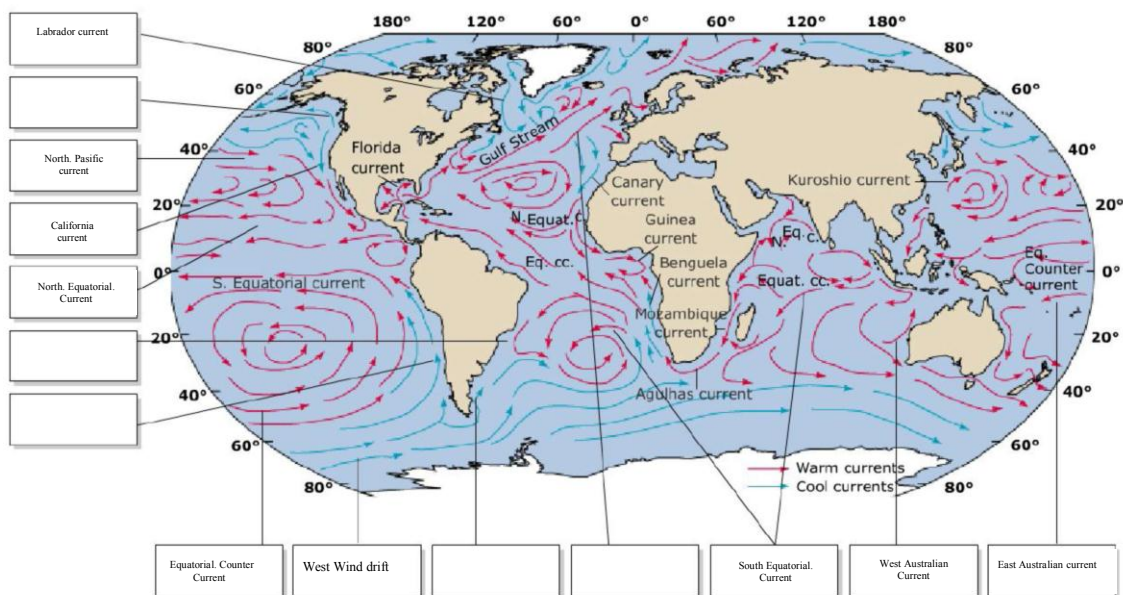 180° 120° 60° 0° 60° 120° 180°
80° 80°
60° 60°
40° 40°
20° 20°
0° 0°
20° 20°
40° 40°
60° 60°
80° 80°
Labrador current
North. Pasific
current
California
current
North. Equatorial.
Current
Gulf Stream
Florida
current
Canary
current
Kuroshio current
N. Equat. c.
Guinea
current
Eq. cc.
Benguela
current
N. Eq. c.
Equat. cc.
Eq.
Counter
current
S. Equatorial current
Mozambique
current
Agulhas current
Warm currents
Cool currents
Equatorial. Counter
Current
West Wind drift
South Equatorial.
Current
West Australian
Current
East Australian current